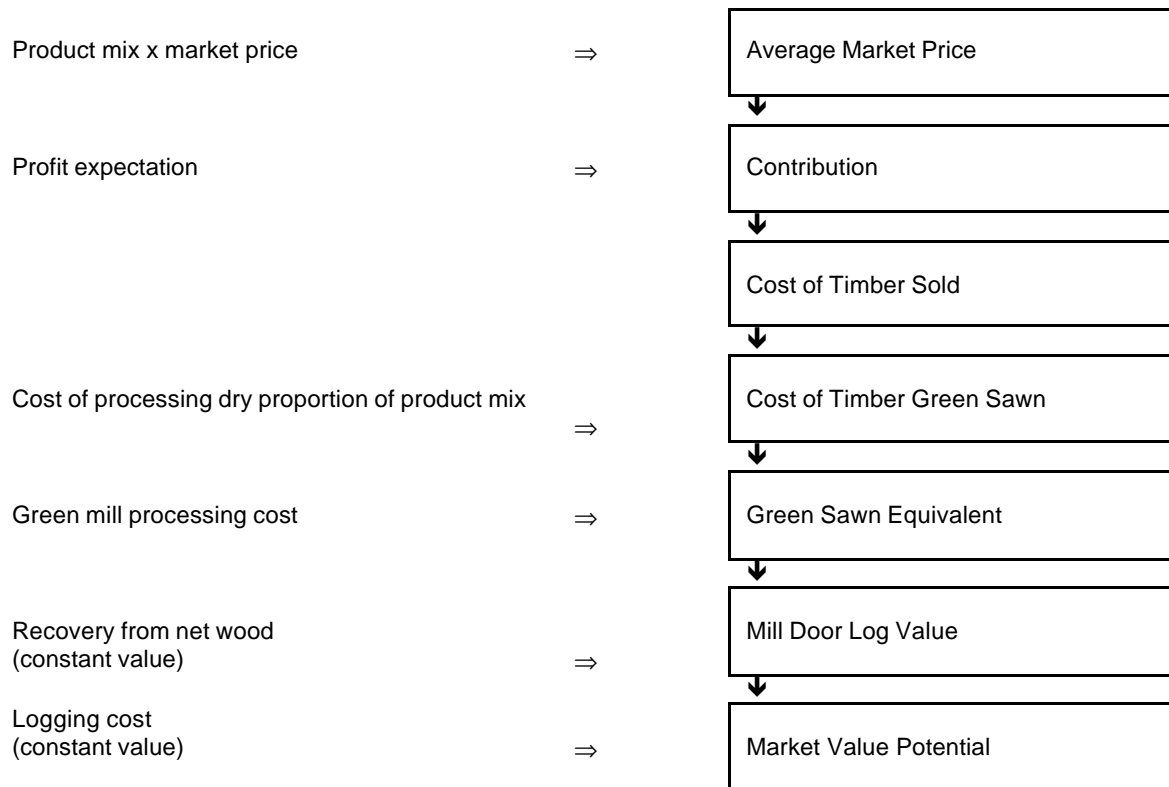 Product mix x market price ⇒ Average Market Price
Profit expectation ⇒ Contribution
Cost of Timber Sold
Cost of processing dry proportion of product mix ⇒ Cost of Timber Green Sawn
Green mill processing cost ⇒ Green Sawn Equivalent
Recovery from net wood
(constant value) ⇒ Mill Door Log Value
Logging cost
(constant value) ⇒ Market Value Potential